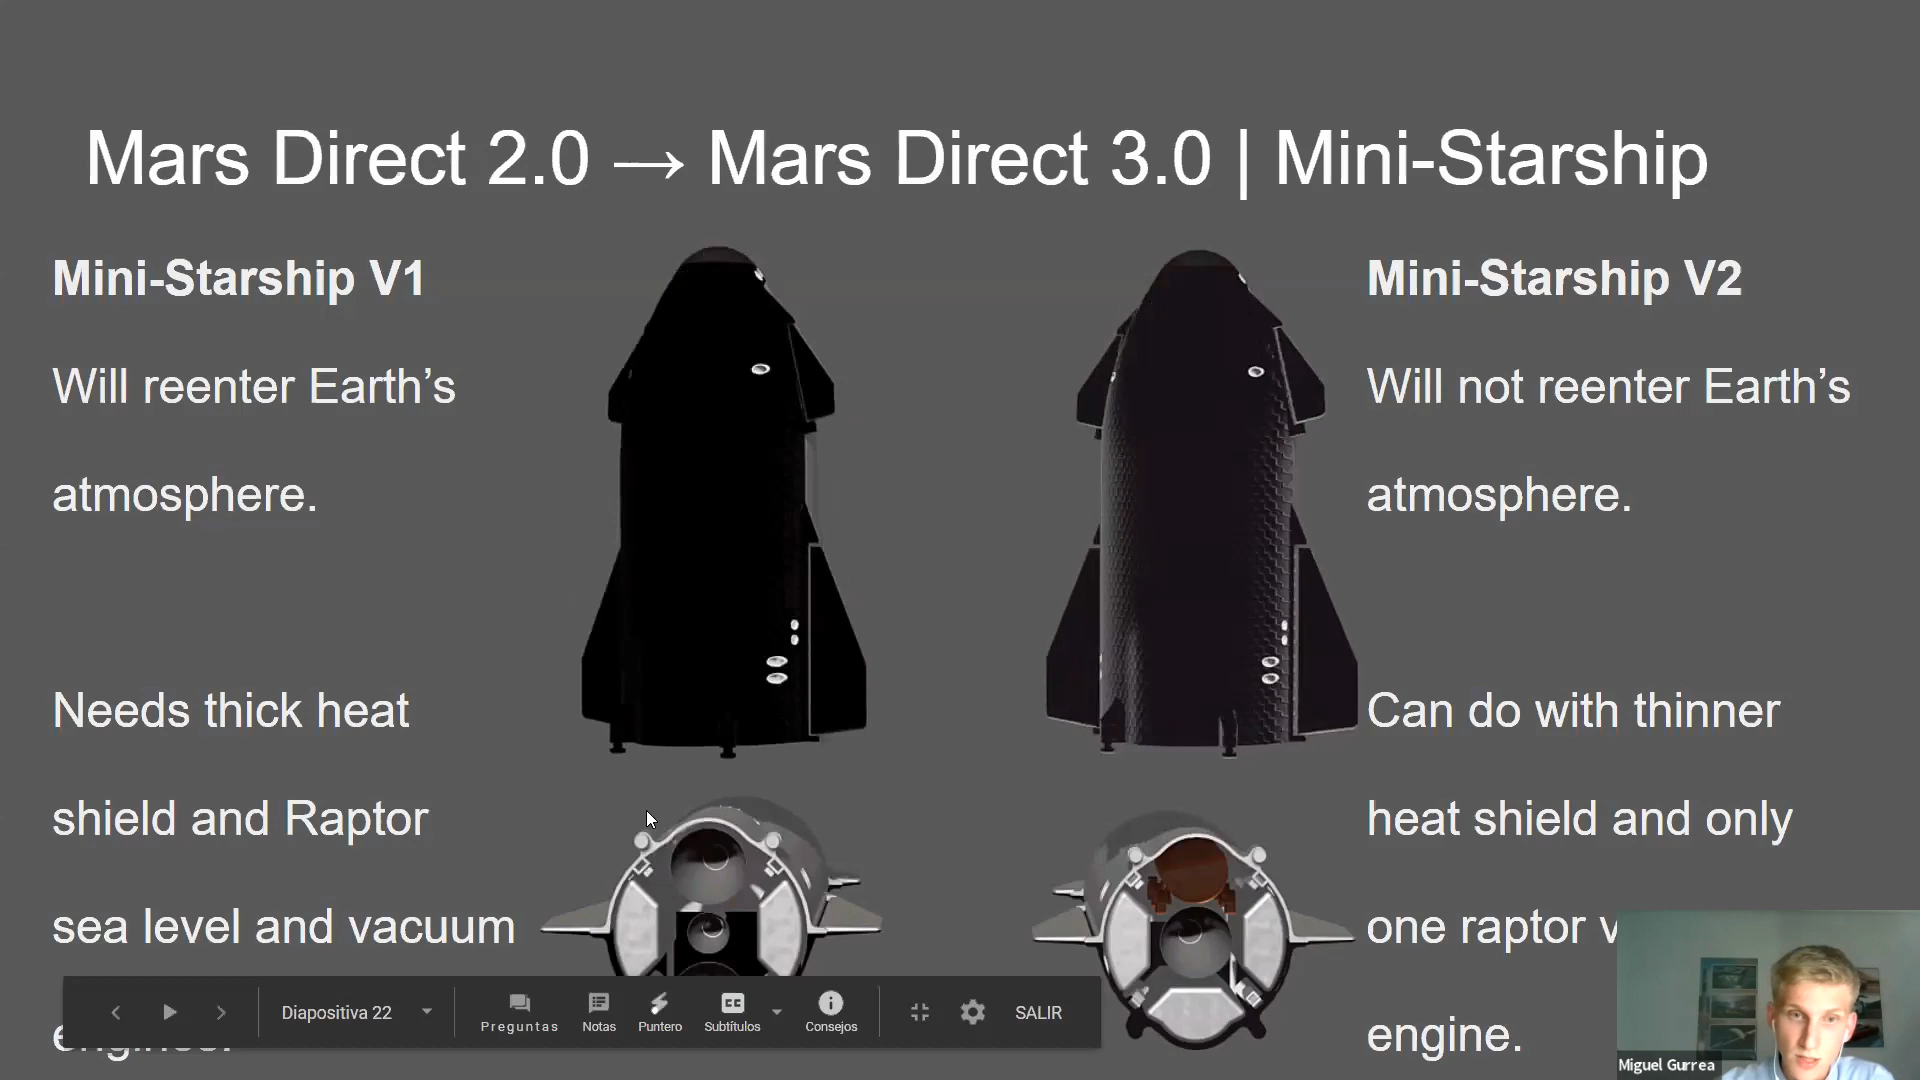 Mars Direct 2.0 → Mars Direct 3.0 | Mini-Starship
Mini-Starship V1
Will reenter Earth’s
atmosphere.
Needs thick heat
shield and Raptor
sea level and vacuum
engines.
Mini-Starship V2
Will not reenter Earth’s
atmosphere.
Can do with thinner
heat shield and only
one raptor
engine.
Diapositiva 22
Preguntas
Notas
Puntero
CC
Subtítulos
Consejos
SALIR
Miguel Gurrea